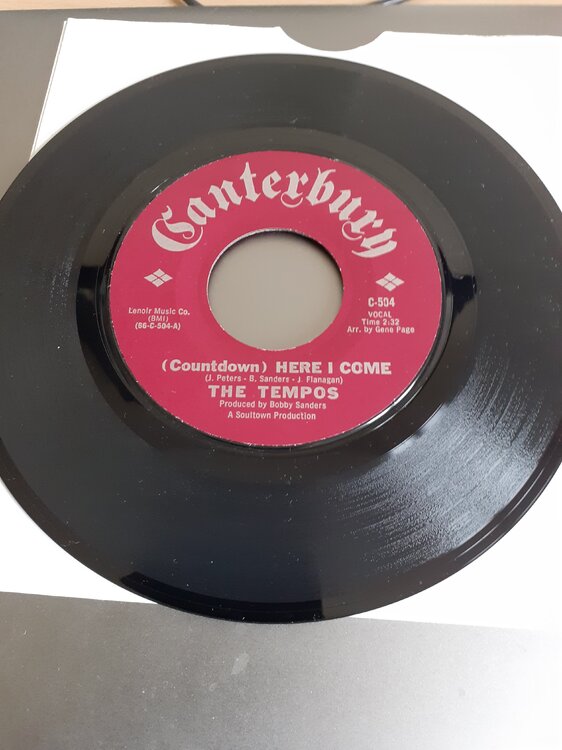 Canterbury
Lenoir Music Co.
(BMI)
(66-C-504-A)
C-504
VOCAL
Time 2:32
Arr. by Gene Page
(Countdown) HERE I COME
(J. Peters - B. Sanders - J. Flanagan)
THE TEMPOS
Produced by Bobby Sanders
A Soultown Production